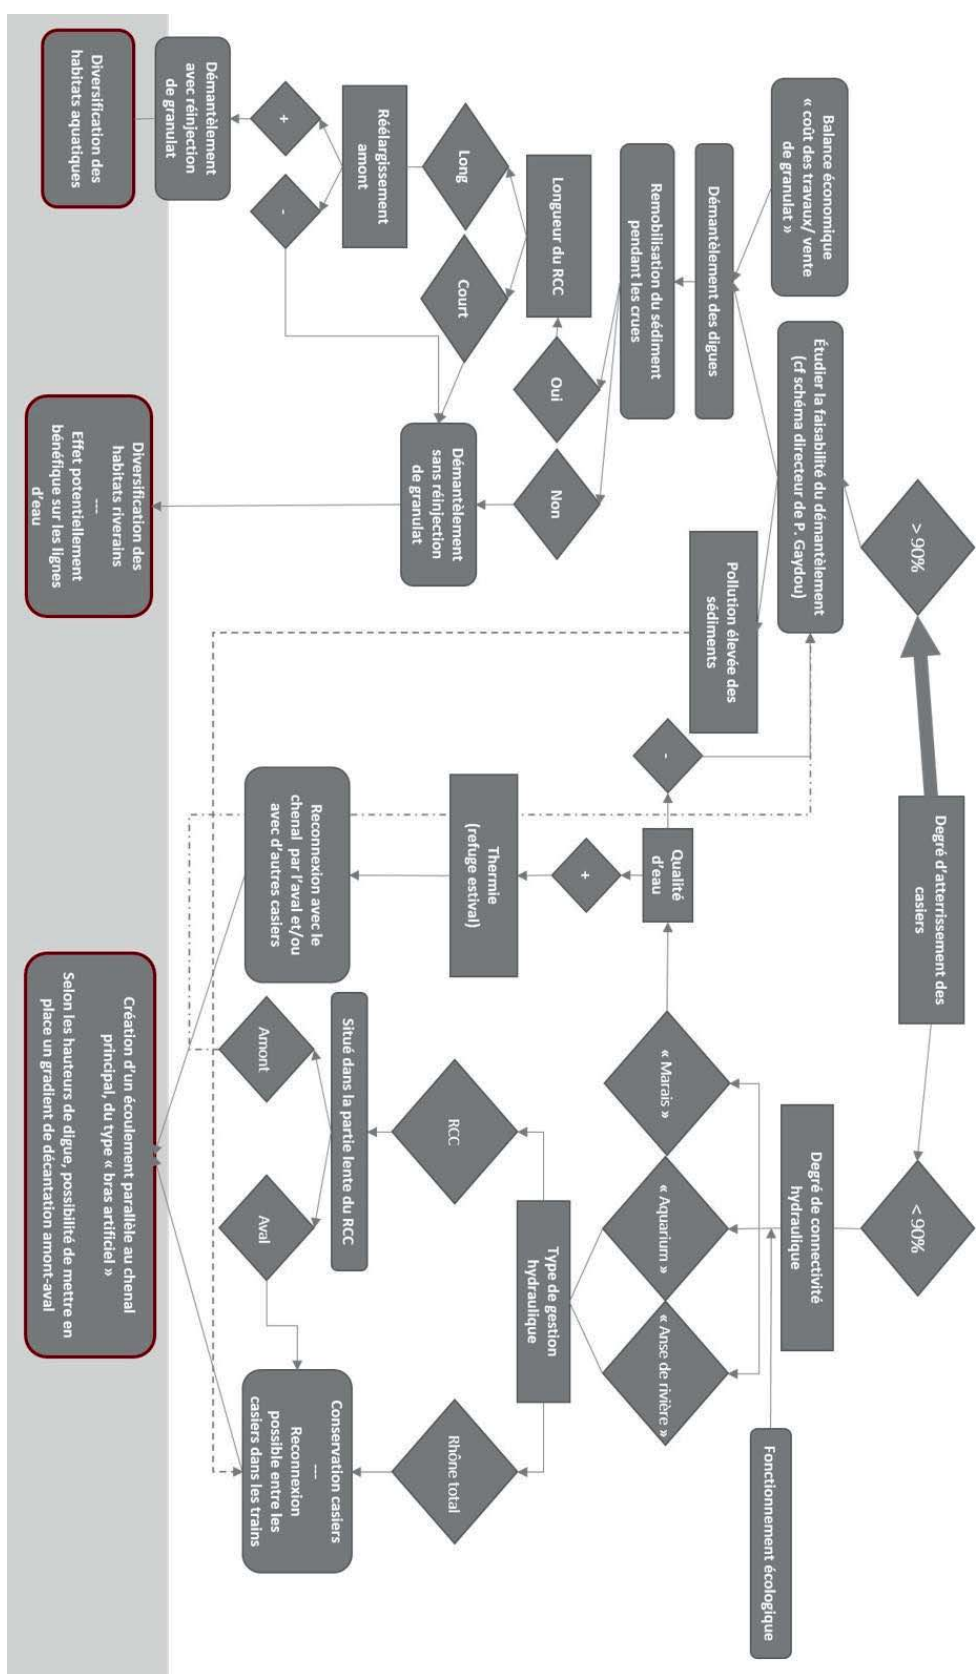 Degré d'atterrissement des
casiers
> 90%
< 90%
Balance économique
« coût des travaux/ vente
de granulat »
Étudier la faisabilité du démantèlement
(cf schéma directeur de P. Gaydou)
Degré de connectivité
hydraulique
Fonctionnement écologique
Démantèlement des digues
Pollution élevée des
sédiments
Remobilisation du sédiment
pendant les crues
-
Qualité
d'eau
« Marais »
« Aquarium »
« Anse de rivière »
Longueur du RCC
Oui
Non
+
Type de gestion
hydraulique
Long
Court
Démantèlement
sans réinjection
de granulat
Thermie
(refuge estival)
RCC
Rhône total
Réélargissement
amont
Situé dans la partie lente du RCC
+
-
Reconnexion avec le
chenal par l'aval et/ou
avec d'autres casiers
Amont
Aval
Conservation casiers
---
Reconnexion
possible entre les
casiers dans les trains
Démantèlement
avec réinjection
de granulat
Diversification des
habitats aquatiques
Diversification des
habitats riverains
---
Effet potentiellement
bénéfique sur les lignes
d'eau
Création d'un écoulement parallèle au chenal
principal, du type « bras artificiel »
Selon les hauteurs de digue, possibilité de mettre en
place un gradient de décantation amont-aval